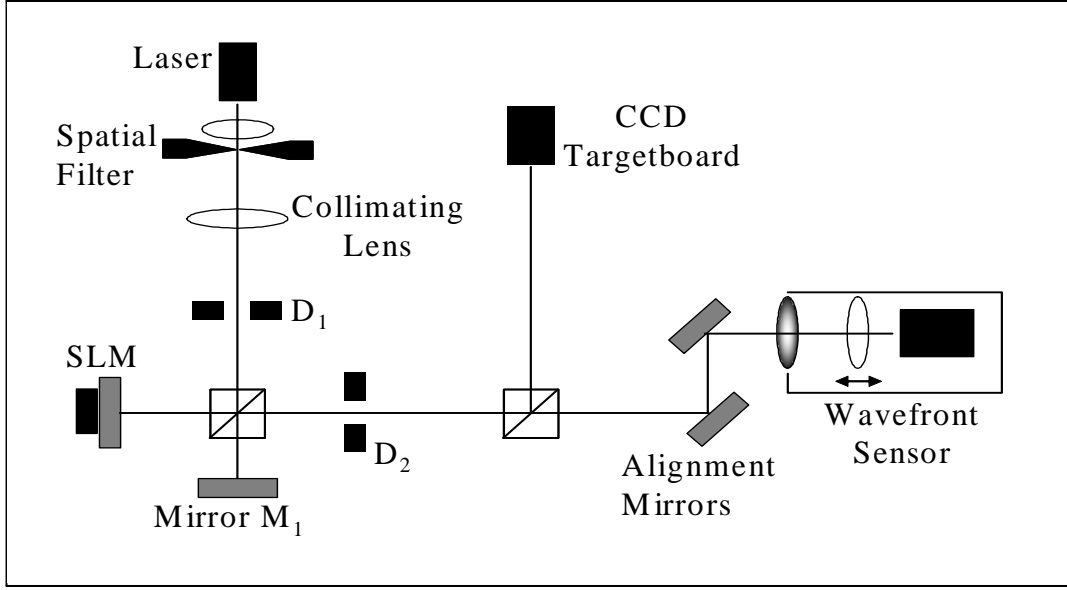 Laser
Spatial
Filter
CCD
Targetboard
Collimating
Lens
D1
SLM
D2
Wavefront
Sensor
Alignment
Mirrors
Mirror M1